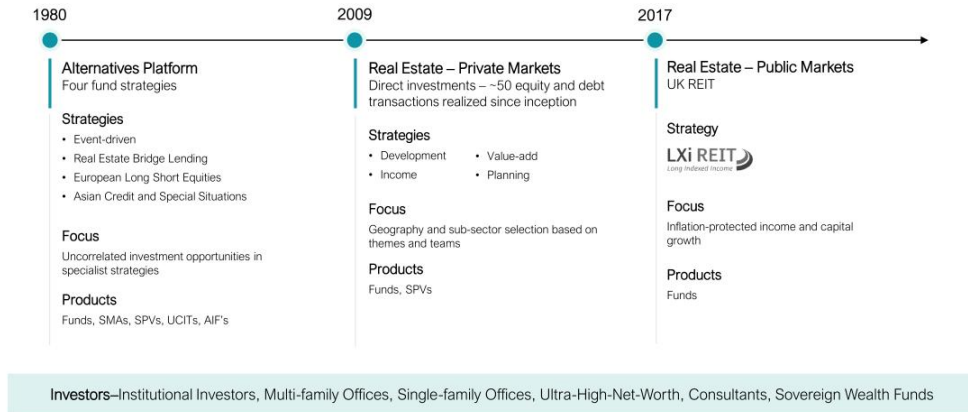 1980
2009
2017
Alternatives Platform
Four fund strategies
Strategies
• Event-driven
• Real Estate Bridge Lending
• European Long Short Equities
• Asian Credit and Special Situations
Focus
Uncorrelated investment opportunities in
specialist strategies
Products
Funds, SMAs, SPVs, UCITs, AIF's
Real Estate – Private Markets
Direct investments – ~50 equity and debt
transactions realized since inception
Strategies
• Development
• Value-add
• Income
• Planning
Focus
Geography and sub-sector selection based on
themes and teams
Products
Funds, SPVs
Real Estate – Public Markets
UK REIT
Strategy
LXi REIT
Long Indexed Income
Focus
Inflation-protected income and capital
growth
Products
Funds
Investors–Institutional Investors, Multi-family Offices, Single-family Offices, Ultra-High-Net-Worth, Consultants, Sovereign Wealth Funds